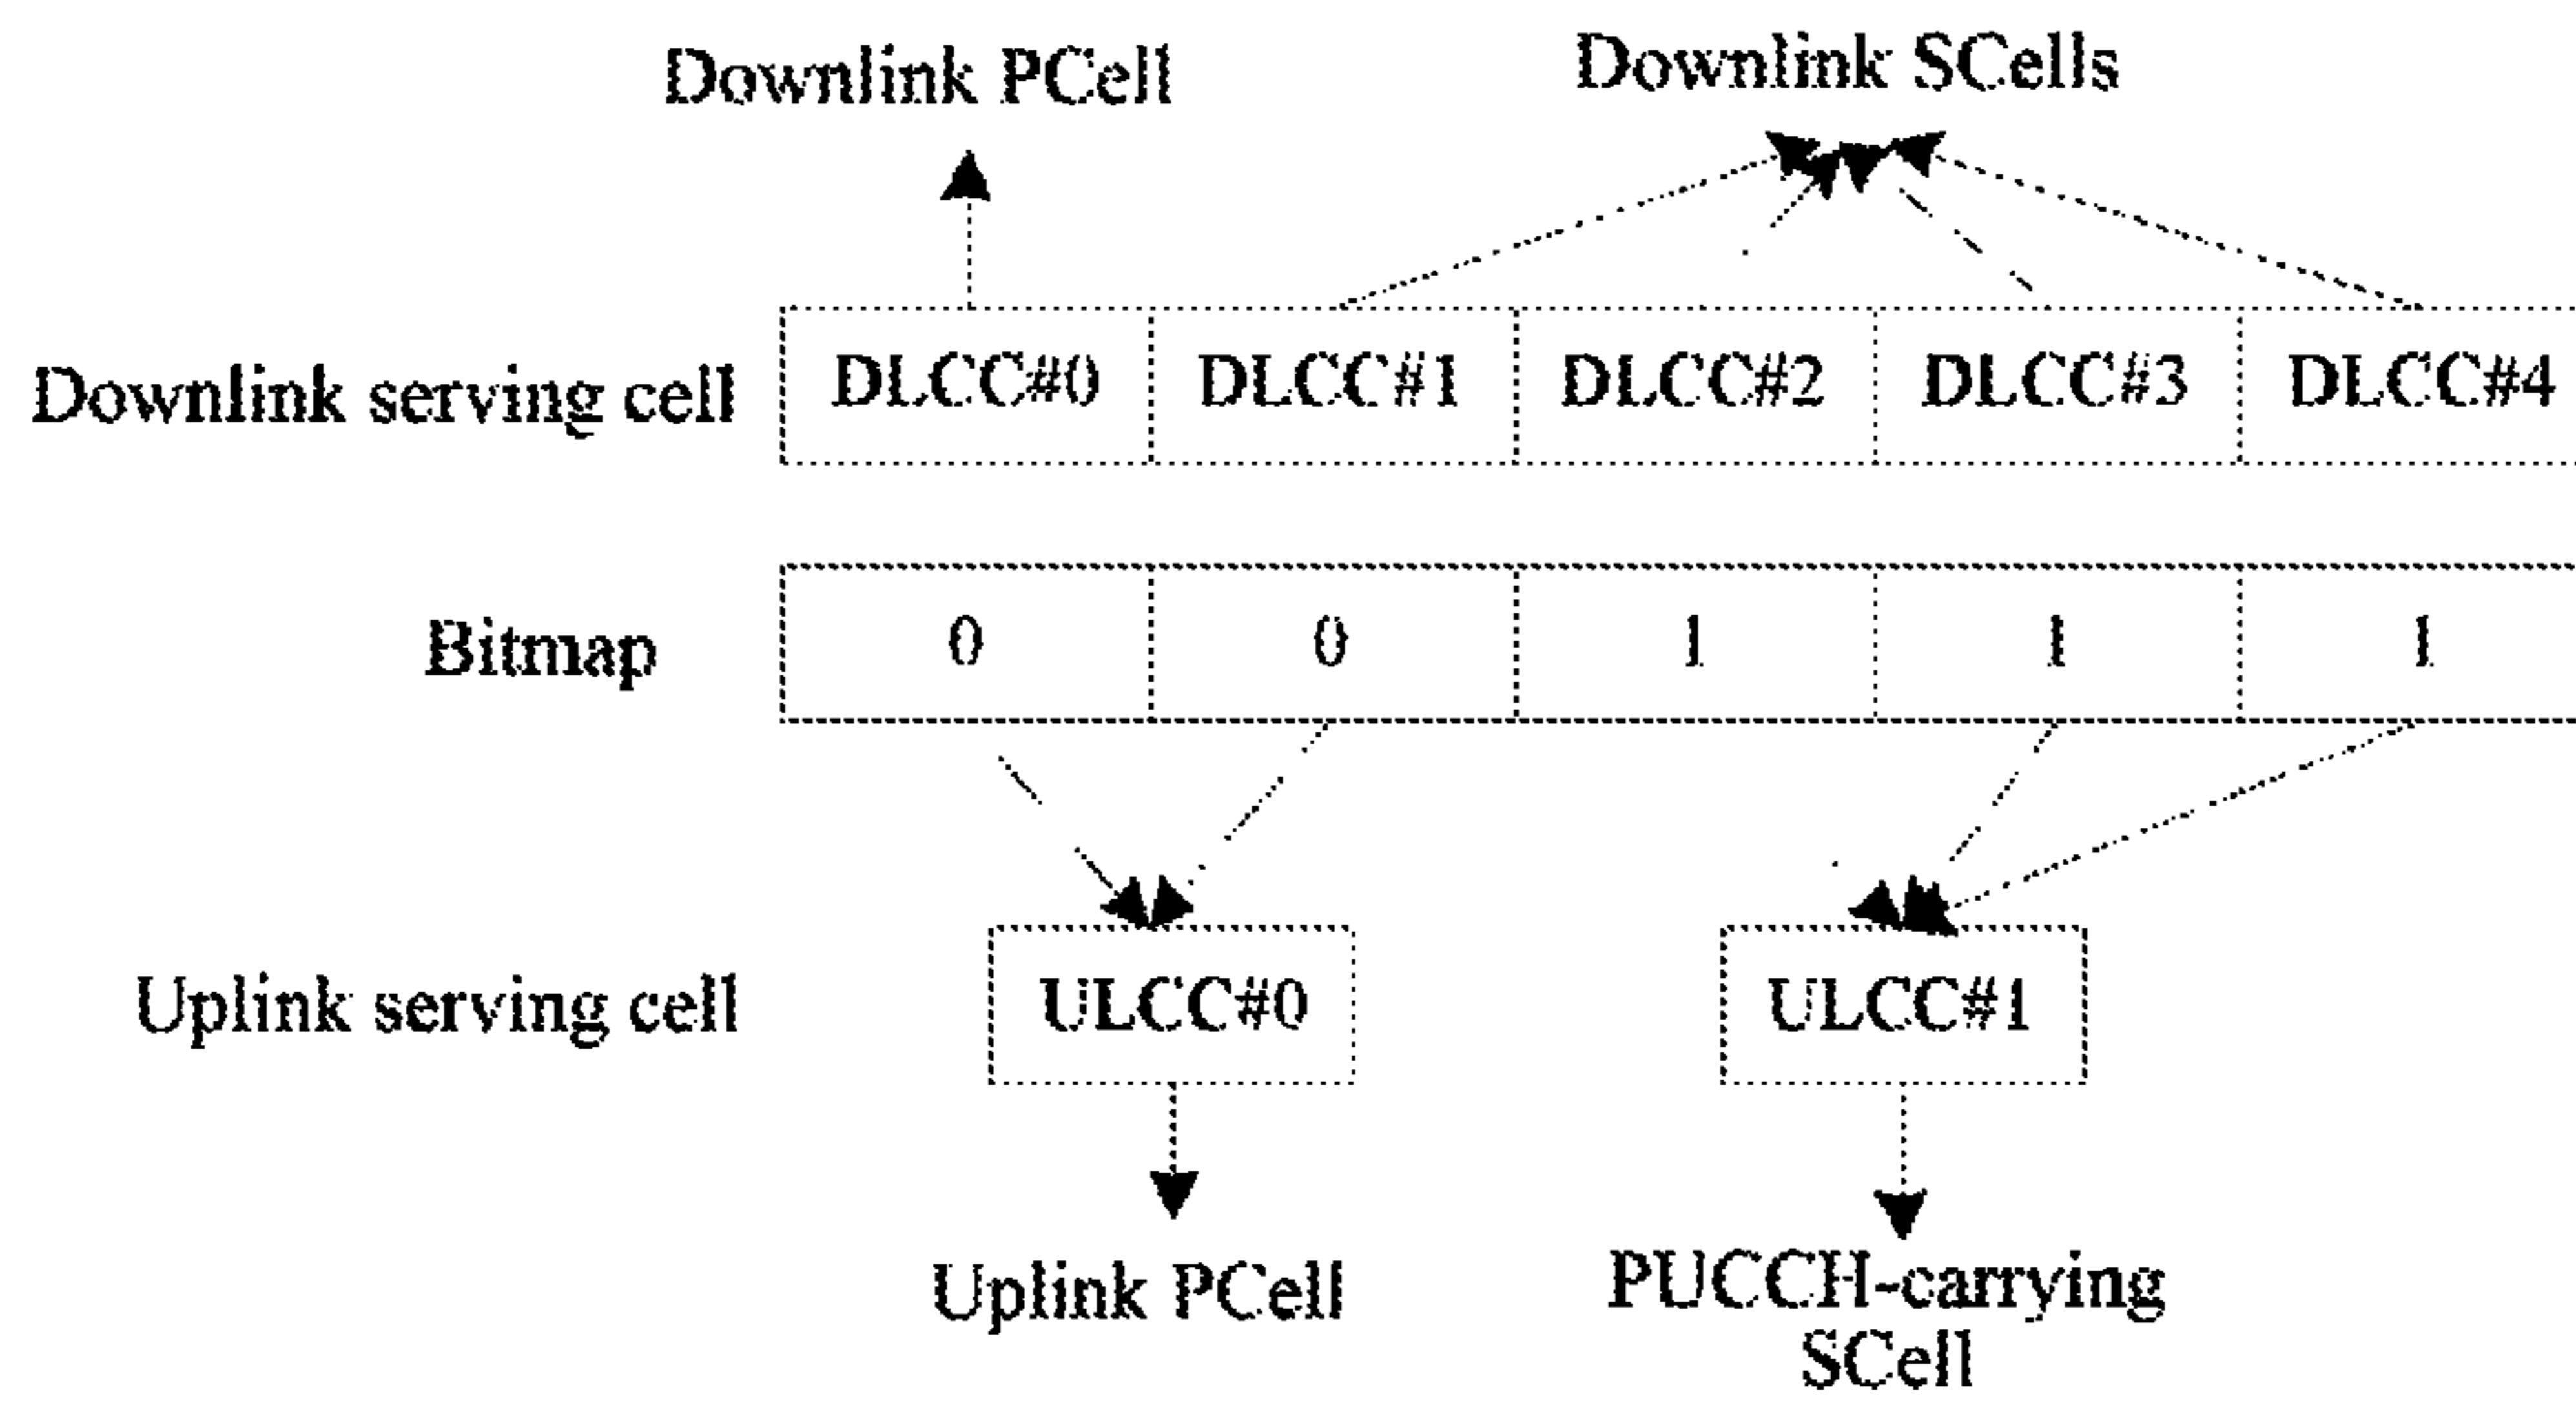 Downlink PCell
Downlink SCells
Downlink serving cell
DLCC#0
DLCC#1
DLCC#2
DLCC#3
DLCC#4
Bitmap
0
0
1
1
1
Uplink serving cell
ULCC#0
ULCC#1
Uplink PCell
PUCCH-carrying
SCell